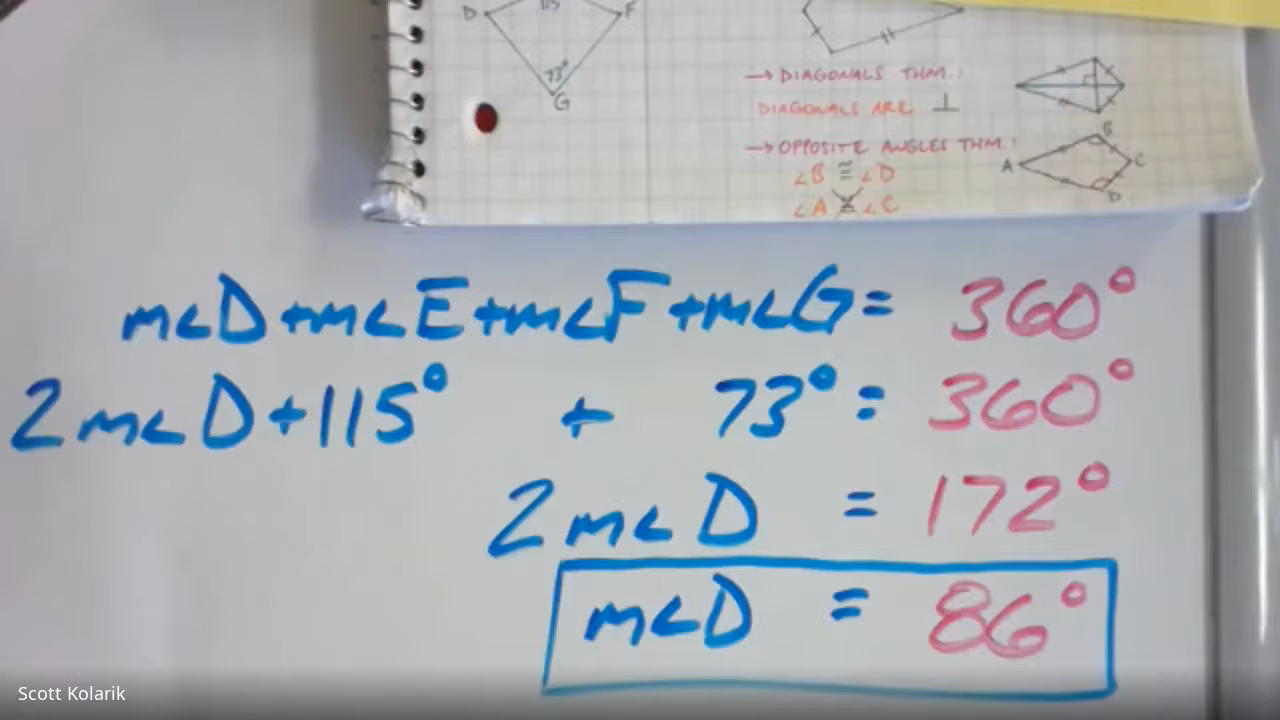 D 115 F
73°
G
→ DIAGONALS THM.:
DIAGONALS ARE ⊥
→ OPPOSITE ANGLES THM.:
∠B ≅ ∠D
∠A ≇ ∠C
A B C D
m∠D+m∠E+m∠F+m∠G= 360°
2m∠D+115° + 73° = 360°
2m∠D = 172°
m∠D = 86°
Scott Kolarik